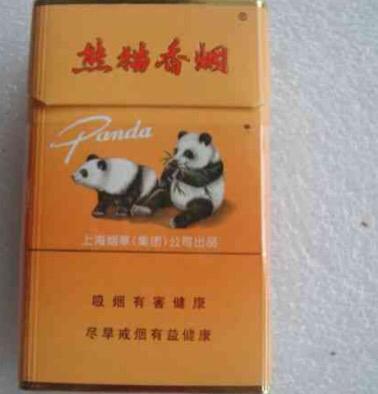 ®
熊猫香烟
Panda
上海烟草(集团)公司出品
吸烟有害健康
尽早戒烟有益健康